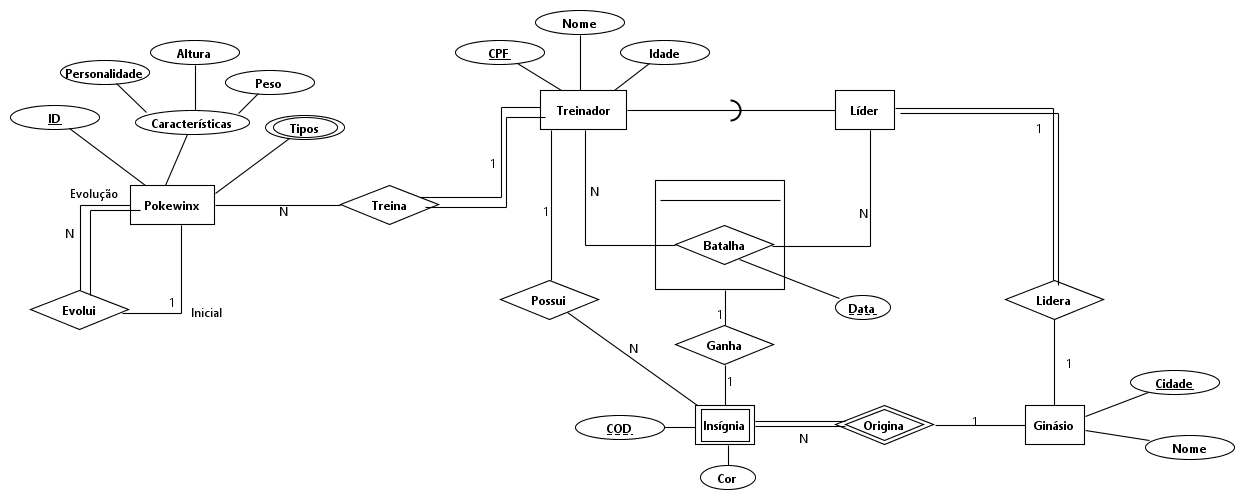 Nome
CPF
Idade
Altura
Personalidade
Peso
ID
Características
Tipos
Treinador
Líder
1
1
Evolução
Pokewinx
N
Treina
N
N
1
N
Batalha
N
Possui
Evolui
1
Inicial
Data
Lidera
1
Ganha
N
1
1
Cidade
COD
Insígnia
N
Origina
1
Ginásio
Nome
Cor